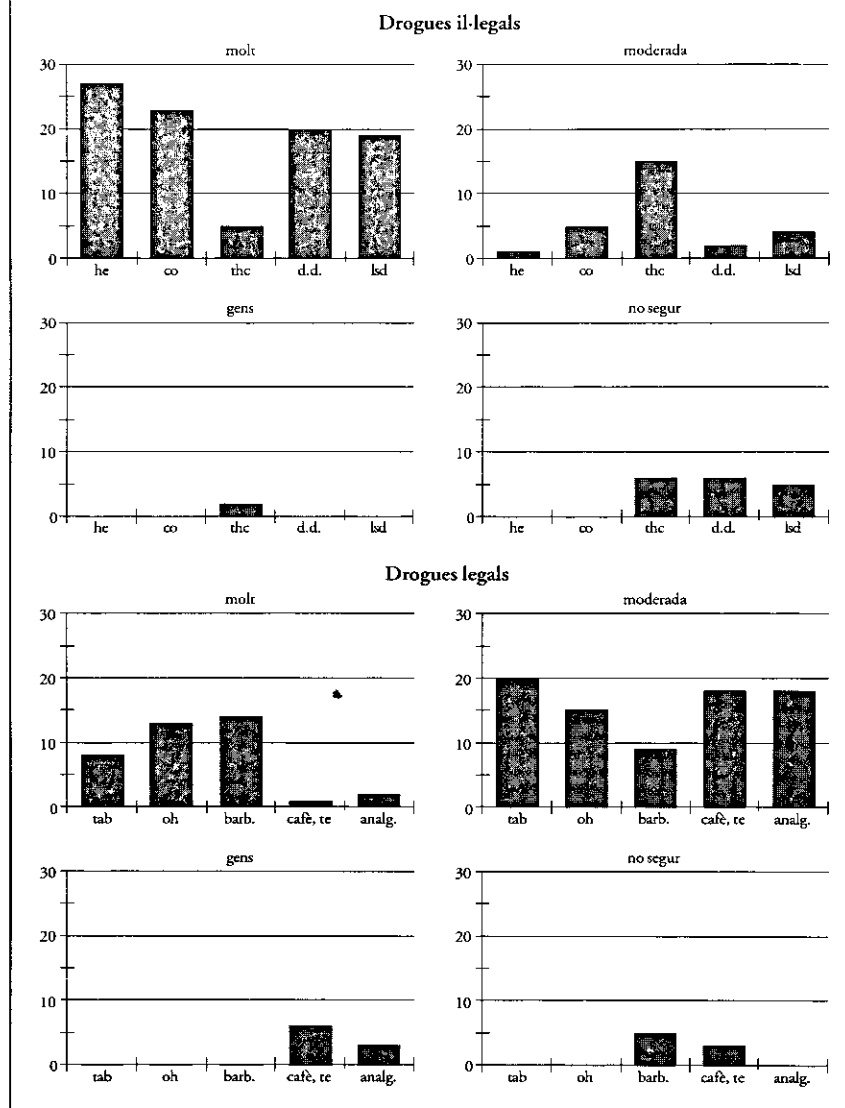 Drogues il·legals
molt
moderada
30
20
10
0
he co thc d.d. lsd
30
20
10
0
he co thc d.d. lsd
gens
no segur
30
20
10
0
he co thc d.d. lsd
30
20
10
0
he co thc d.d. lsd
Drogues legals
molt
moderada
30
20
10
0
tab oh barb. cafè, te analg.
30
20
10
0
tab oh barb. cafè, te analg.
gens
no segur
30
20
10
0
tab oh barb. cafè, te analg.
30
20
10
0
tab oh barb. cafè, te analg.